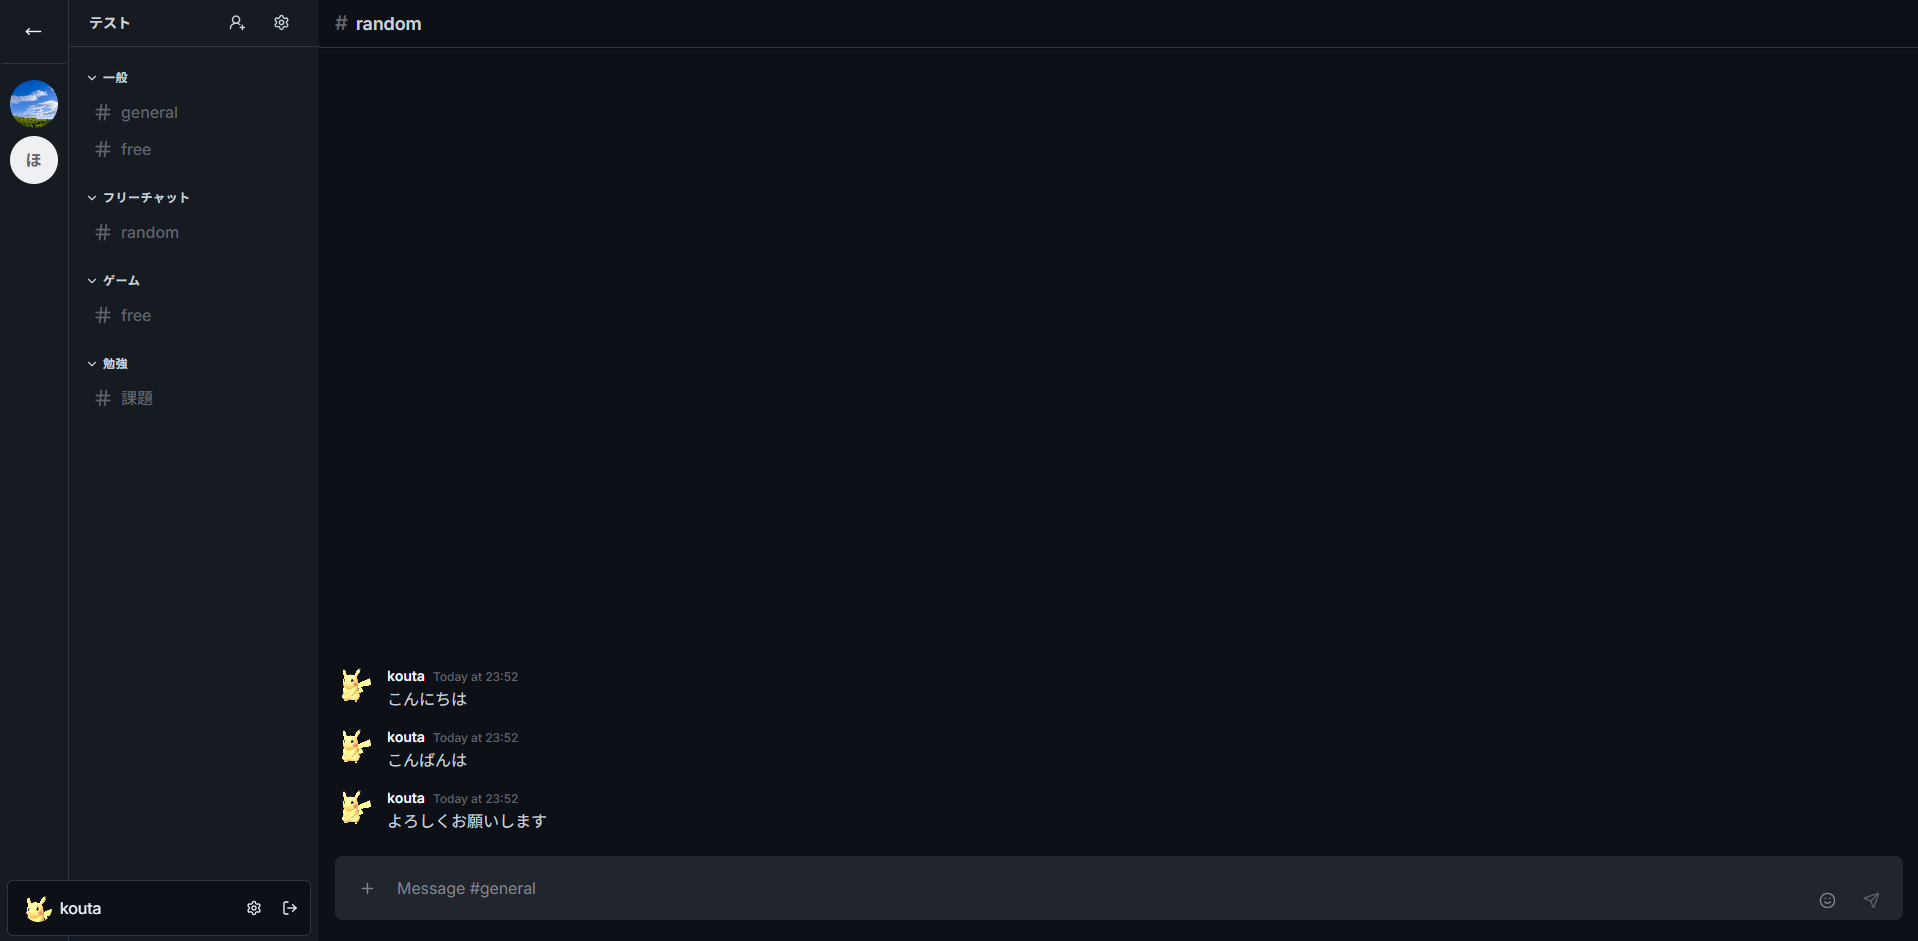 テスト
ほ
一般
# general
# free
フリーチャット
# random
ゲーム
# free
勉強
# 課題
kouta
# random
kouta Today at 23:52
こんにちは
kouta Today at 23:52
こんばんは
kouta Today at 23:52
よろしくお願いします
Message #general